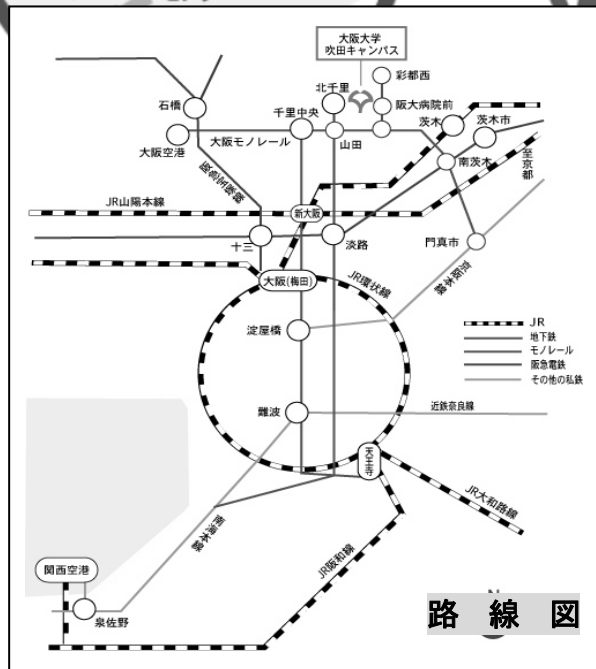 大阪大学
吹田キャンパス
彩都西
北千里
石橋
阪大病院前
千里中央
茨木
茨木市
大阪空港
大阪モノレール
山田
南茨木
至京都
阪急宝塚線
JR山陽本線
新大阪
十三
淡路
門真市
大阪(梅田)
JR環状線
京阪本線
淀屋橋
JR
地下鉄
モノレール
阪急電鉄
その他の私鉄
難波
近鉄奈良線
天王寺
JR大和路線
南海本線
JR阪和線
関西空港
泉佐野
路線図